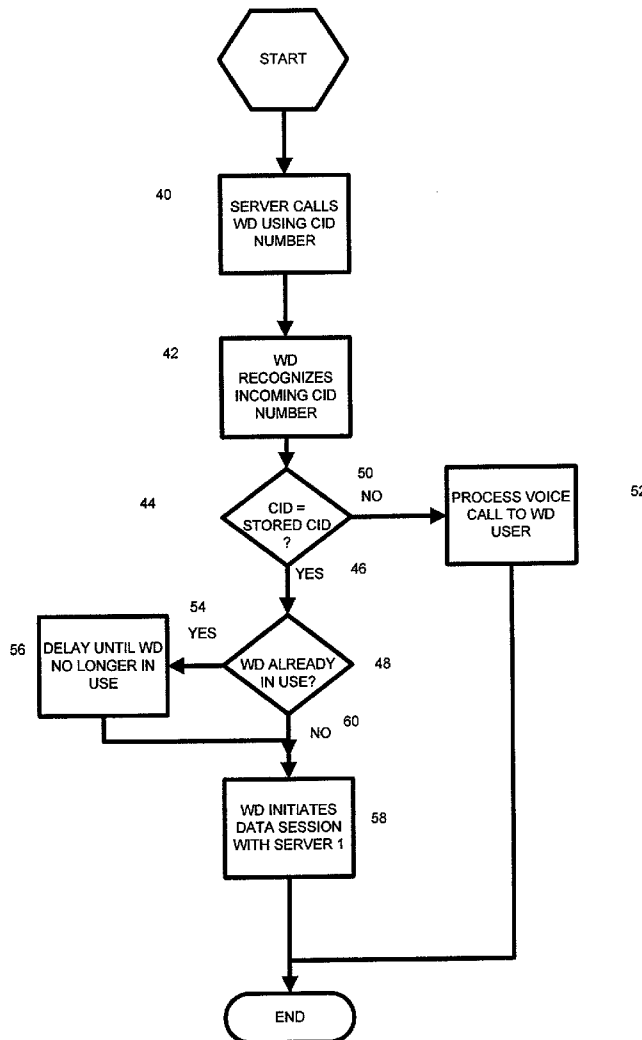 START
40
SERVER CALLS
WD USING CID
NUMBER
42
WD
RECOGNIZES
INCOMING CID
NUMBER
44
CID =
STORED CID
?
50
NO
PROCESS VOICE
CALL TO WD
USER
52
YES
46
54
YES
56
DELAY UNTIL WD
NO LONGER IN
USE
WD ALREADY
IN USE?
48
NO
60
WD INITIATES
DATA SESSION
WITH SERVER 1
58
END